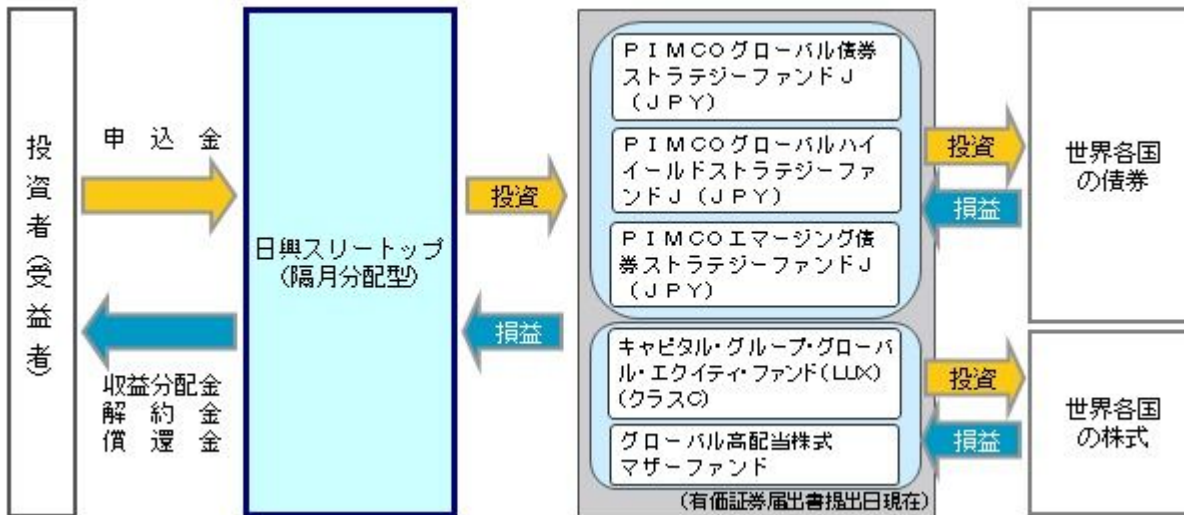 投資者(受益者)
申込金
収益分配金
解約金
償還金
日興スリートップ
(隔月分配型)
投資
損益
ＰＩＭＣＯグローバル債券
ストラテジーファンドＪ
（ＪＰＹ）
ＰＩＭＣＯグローバルハイ
イールドストラテジーファ
ンドＪ（ＪＰＹ）
ＰＩＭＣＯエマージング債
券ストラテジーファンドＪ
（ＪＰＹ）
キャピタル・グループ・グローバ
ル・エクイティ・ファンド(LUX)
(クラスC)
グローバル高配当株式
マザーファンド
(有価証券届出書提出日現在)
投資
損益
世界各国
の債券
投資
損益
世界各国
の株式